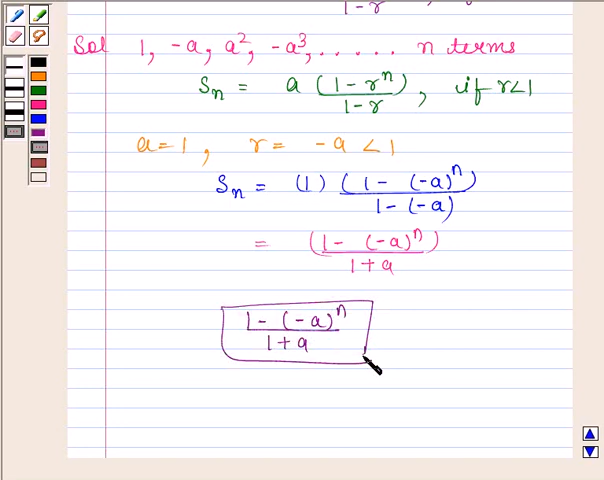 1-r
Sol 1, -a, a², -a³, ..... n terms
Sn = a (1-rⁿ)/1-r, if r<1
a=1, r= -a < 1
Sn = (1) (1- (-a)ⁿ)/1-(-a)
= (1- (-a)ⁿ)/1+a
1- (-a)ⁿ/1+a